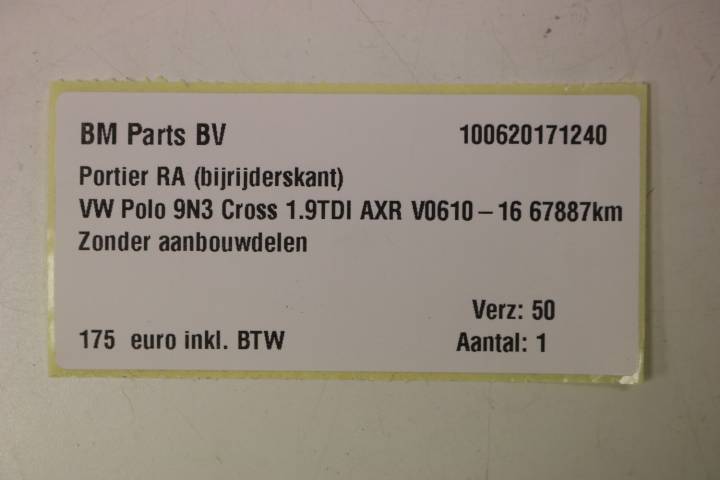 BM Parts BV 100620171240
Portier RA (bijrijderskant)
VW Polo 9N3 Cross 1.9TDI AXR V0610 – 16 67887km
Zonder aanbouwdelen
Verz: 50
175 euro inkl. BTW Aantal: 1